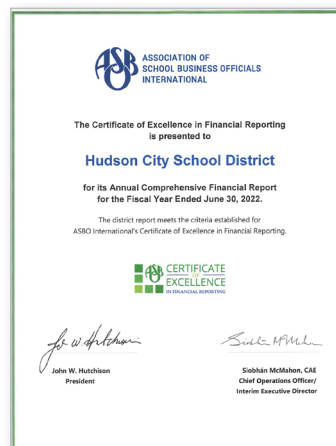 ASBO
ASSOCIATION OF
SCHOOL BUSINESS OFFICIALS
INTERNATIONAL
The Certificate of Excellence in Financial Reporting
is presented to
Hudson City School District
for its Annual Comprehensive Financial Report
for the Fiscal Year Ended June 30, 2022.
The district report meets the criteria established for
ASBO International's Certificate of Excellence in Financial Reporting.
ASBO CERTIFICATE
OF
EXCELLENCE
IN FINANCIAL REPORTING
John W. Hutchison
President
Siobhán McMahon, CAE
Chief Operations Officer/
Interim Executive Director